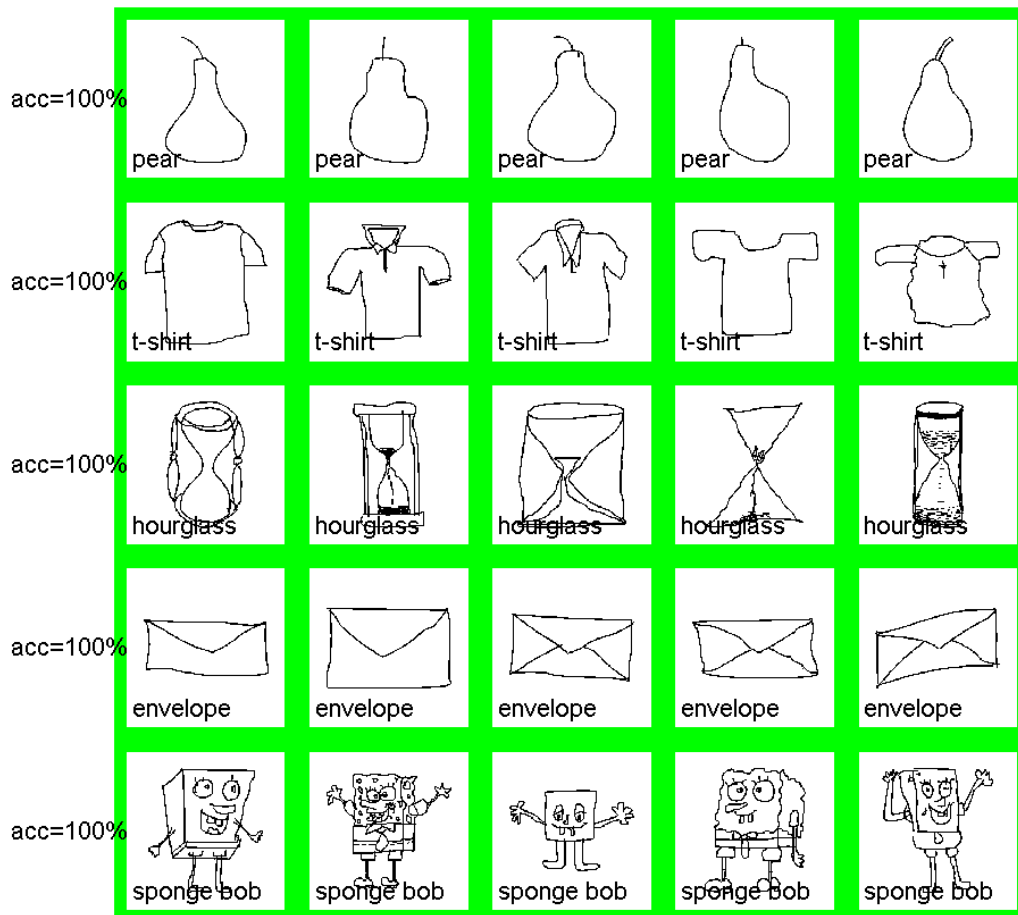 acc=100%
pear pear pear pear pear
acc=100%
t-shirt t-shirt t-shirt t-shirt t-shirt
acc=100%
hourglass hourglass hourglass hourglass hourglass
acc=100%
envelope envelope envelope envelope envelope
acc=100%
sponge bob sponge bob sponge bob sponge bob sponge bob